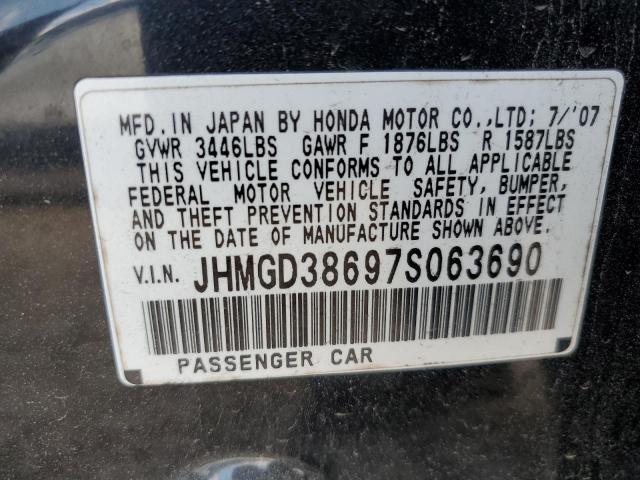 MFD. IN JAPAN BY HONDA MOTOR CO.,LTD; 7/'07
GVWR 3446LBS GAWR F 1876LBS R 1587LBS
THIS VEHICLE CONFORMS TO ALL APPLICABLE
FEDERAL MOTOR VEHICLE SAFETY, BUMPER,
AND THEFT PREVENTION STANDARDS IN EFFECT
ON THE DATE OF MANUFACTURE SHOWN ABOVE.
V.I.N. JHMGD38697S063690
PASSENGER CAR